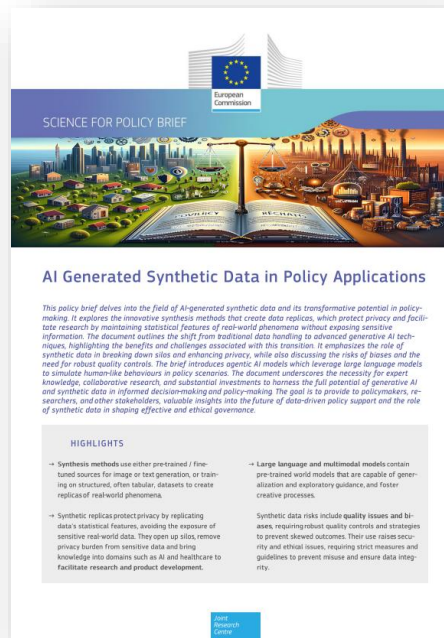 European
Commission
SCIENCE FOR POLICY BRIEF
AI Generated Synthetic Data in Policy Applications
This policy brief delves into the field of AI-generated synthetic data and its transformative potential in policy-
making. It explores the innovative synthesis methods that create data replicas, which protect privacy and facili-
tate research by maintaining statistical features of real-world phenomena without exposing sensitive
information. The document outlines the shift from traditional data handling to advanced generative AI tech-
niques, highlighting the benefits and challenges associated with this transition. It emphasizes the role of
synthetic data in breaking down silos and enhancing privacy, while also discussing the risks of biases and the
need for robust quality controls. The brief introduces agentic AI models which leverage large language models
to simulate human-like behaviours in policy scenarios. The document underscores the necessity for expert
knowledge, collaborative research, and substantial investments to harness the full potential of generative AI
and synthetic data in informed decision-making and policy-making. The goal is to provide to policymakers, re-
searchers, and other stakeholders, valuable insights into the future of data-driven policy support and the role
of synthetic data in shaping effective and ethical governance.
HIGHLIGHTS
→ Synthesis methods use either pre-trained / fine-
tuned sources for image or text generation, or train-
ing on structured, often tabular, datasets to create
replicas of real-world phenomena.
→ Synthetic replicas protect privacy by replicating
data's statistical features, avoiding the exposure of
sensitive real-world data. They open up silos, remove
privacy burden from sensitive data and bring
knowledge into domains such as AI and healthcare to
facilitate research and product development.
→ Large language and multimodal models contain
pre-trained world models that are capable of gener-
alization and exploratory guidance, and foster
creative processes.
Synthetic data risks include quality issues and bi-
ases, requiring robust quality controls and strategies
to prevent skewed outcomes. Their use raises secu-
rity and ethical issues, requiring strict measures and
guidelines to prevent misuse and ensure data integ-
rity.
Joint
Research
Centre